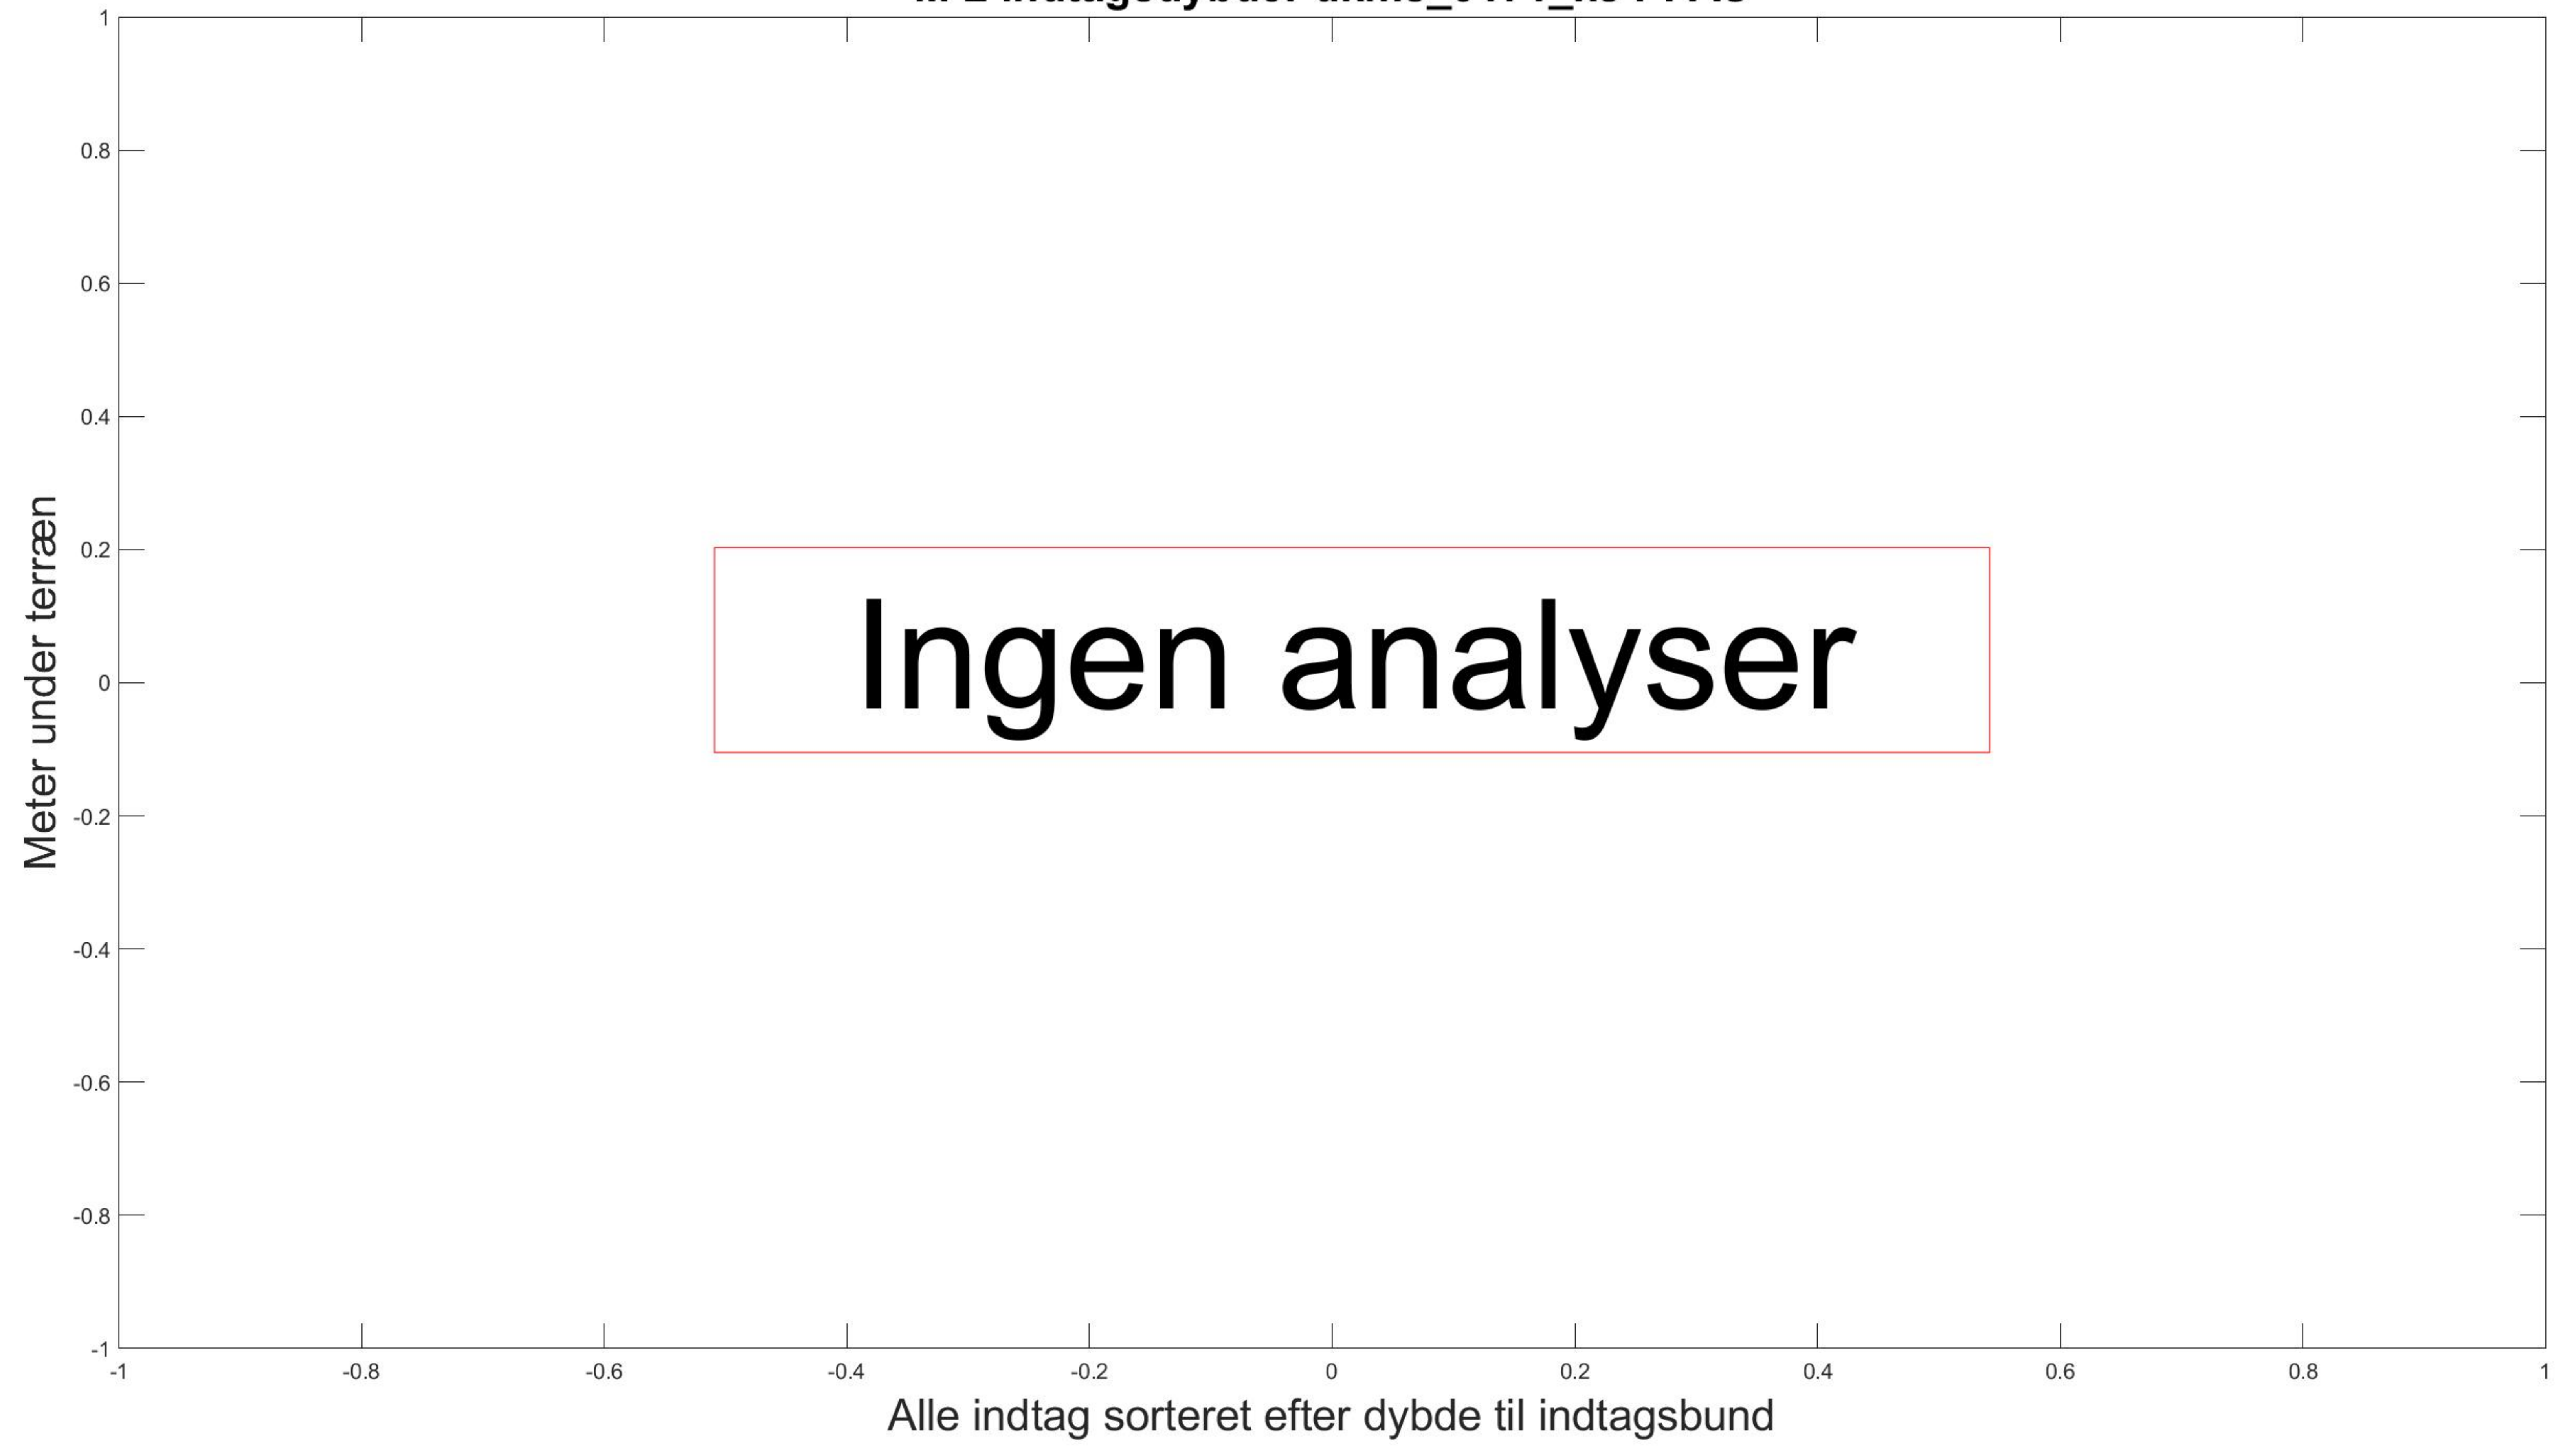 1
0.8
0.6
0.4
0.2
0
-0.2
-0.4
-0.6
-0.8
-1
Meter under terræn
Ingen analyser
-1 -0.8 -0.6 -0.4 -0.2 0 0.2 0.4 0.6 0.8 1
Alle indtag sorteret efter dybde til indtagsbund